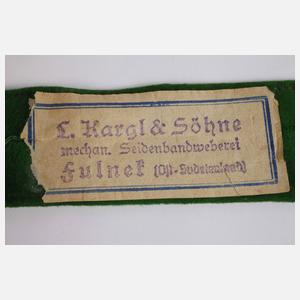 L. Kargl & Söhne
mechan. Seidenbandweberei
Fulnek (Ost-Sudetenland)